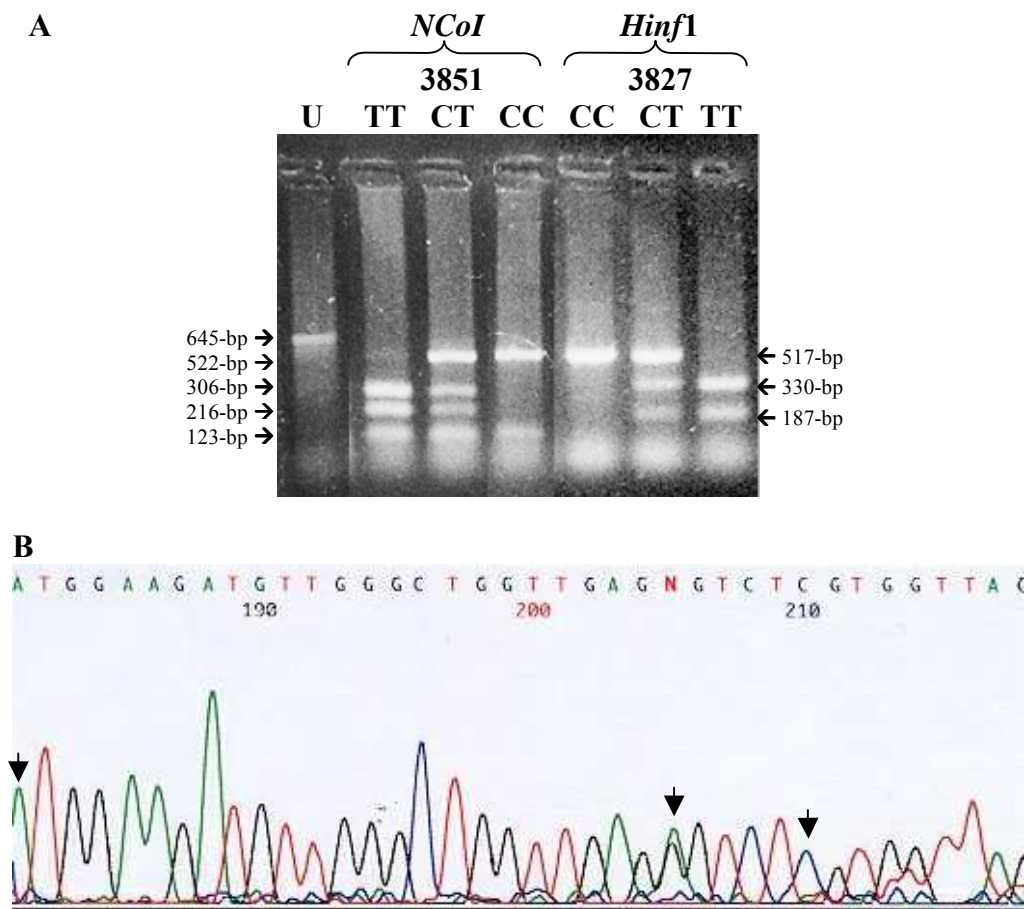 A
NCoI Hinf1
3851 3827
U TT CT CC CC CT TT
645-bp →
522-bp → ← 517-bp
306-bp → ← 330-bp
216-bp → ← 187-bp
123-bp →
B
A T G G A A G A T G T T G G G C T G G T T G A G N G T C T C G T G G T T A
190 200 210